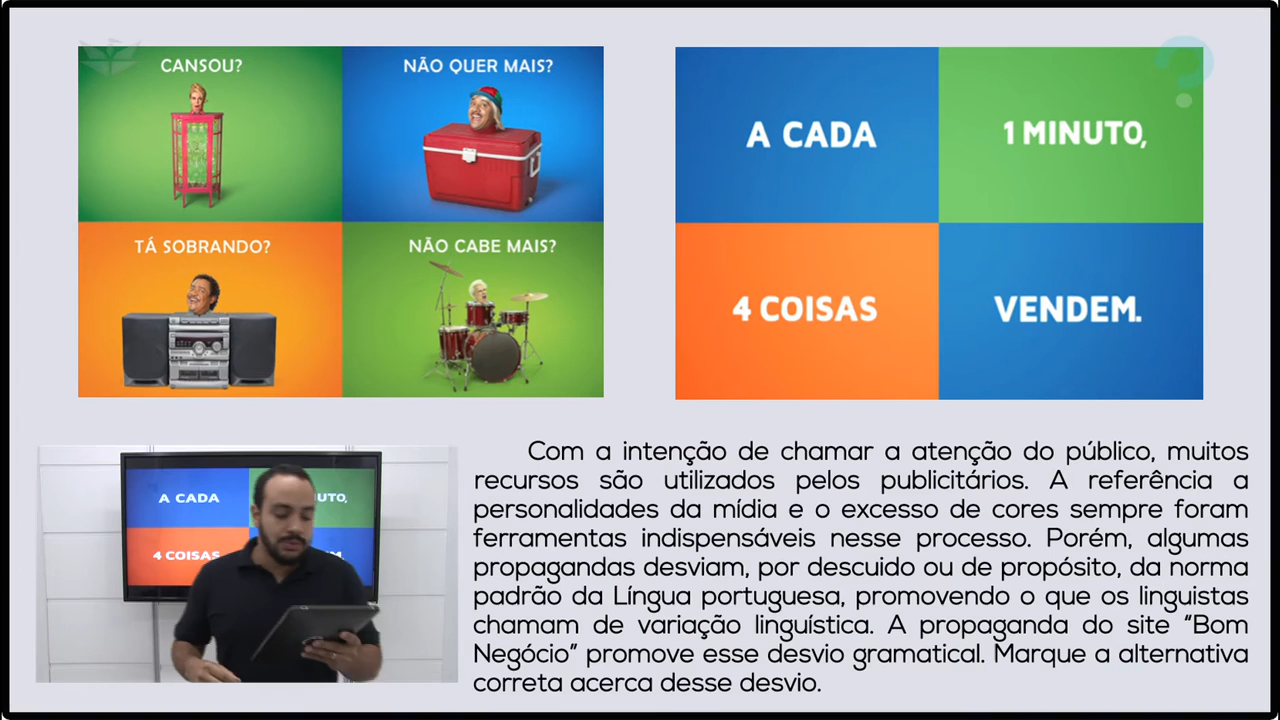 CANSOU?
NÃO QUER MAIS?
TÁ SOBRANDO?
NÃO CABE MAIS?
A CADA
1 MINUTO,
4 COISAS
VENDEM.
A CADA
UTO,
4 COISAS
Com a intenção de chamar a atenção do público, muitos
recursos são utilizados pelos publicitários. A referência a
personalidades da mídia e o excesso de cores sempre foram
ferramentas indispensáveis nesse processo. Porém, algumas
propagandas desviam, por descuido ou de propósito, da norma
padrão da Língua portuguesa, promovendo o que os linguistas
chamam de variação linguística. A propaganda do site “Bom
Negócio” promove esse desvio gramatical. Marque a alternativa
correta acerca desse desvio.